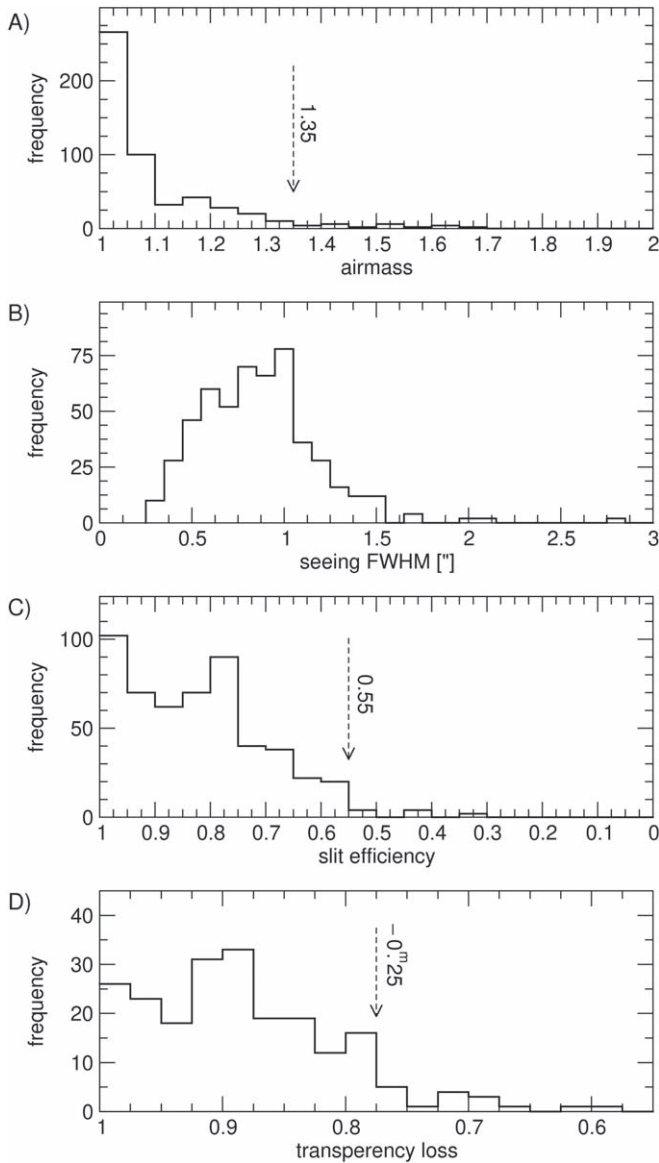 A)
frequency
200
100
0
1.35
1 1.1 1.2 1.3 1.4 1.5 1.6 1.7 1.8 1.9 2
airmass
B)
frequency
75
50
25
0
0 0.5 1 1.5 2 2.5 3
seeing FWHM ["]
C)
frequency
100
50
0
0.55
1 0.9 0.8 0.7 0.6 0.5 0.4 0.3 0.2 0.1 0
slit efficiency
D)
frequency
40
30
20
10
0
−0.ᵐ25
1 0.9 0.8 0.7 0.6
transperency loss